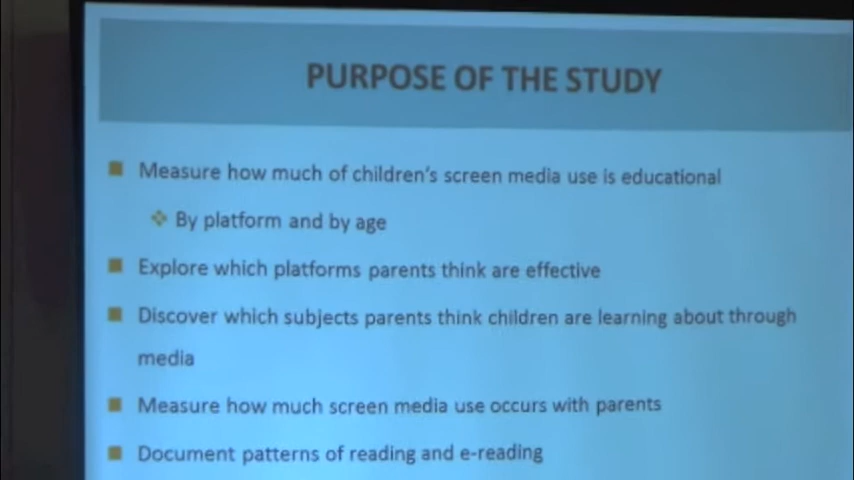 PURPOSE OF THE STUDY
Measure how much of children's screen media use is educational
By platform and by age
Explore which platforms parents think are effective
Discover which subjects parents think children are learning about through
media
Measure how much screen media use occurs with parents
Document patterns of reading and e-reading